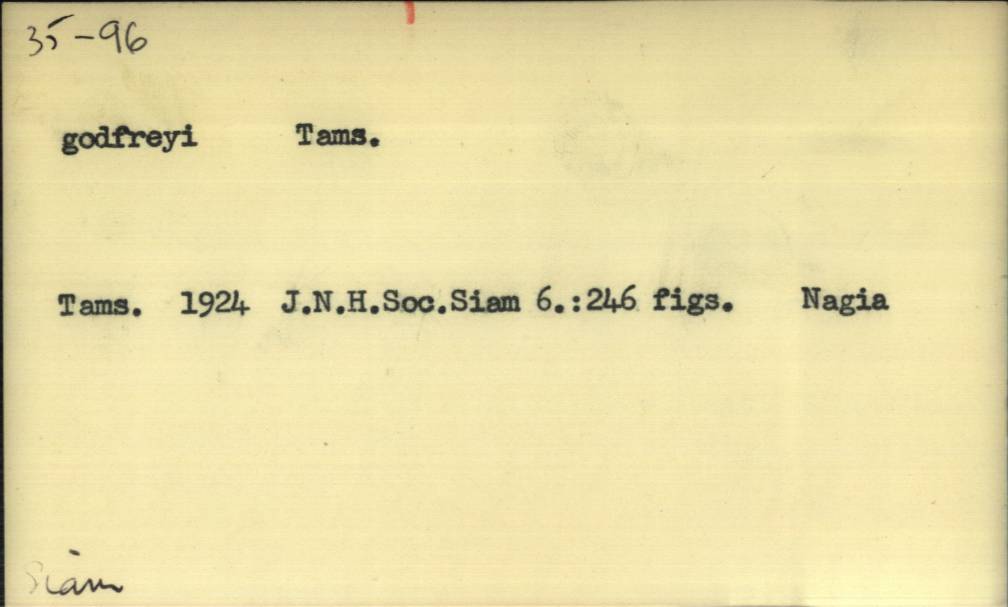 35-96
godfreyi Tams.
Tams. 1924 J.N.H.Soc.Siam 6.:246 figs. Nagia
Siam